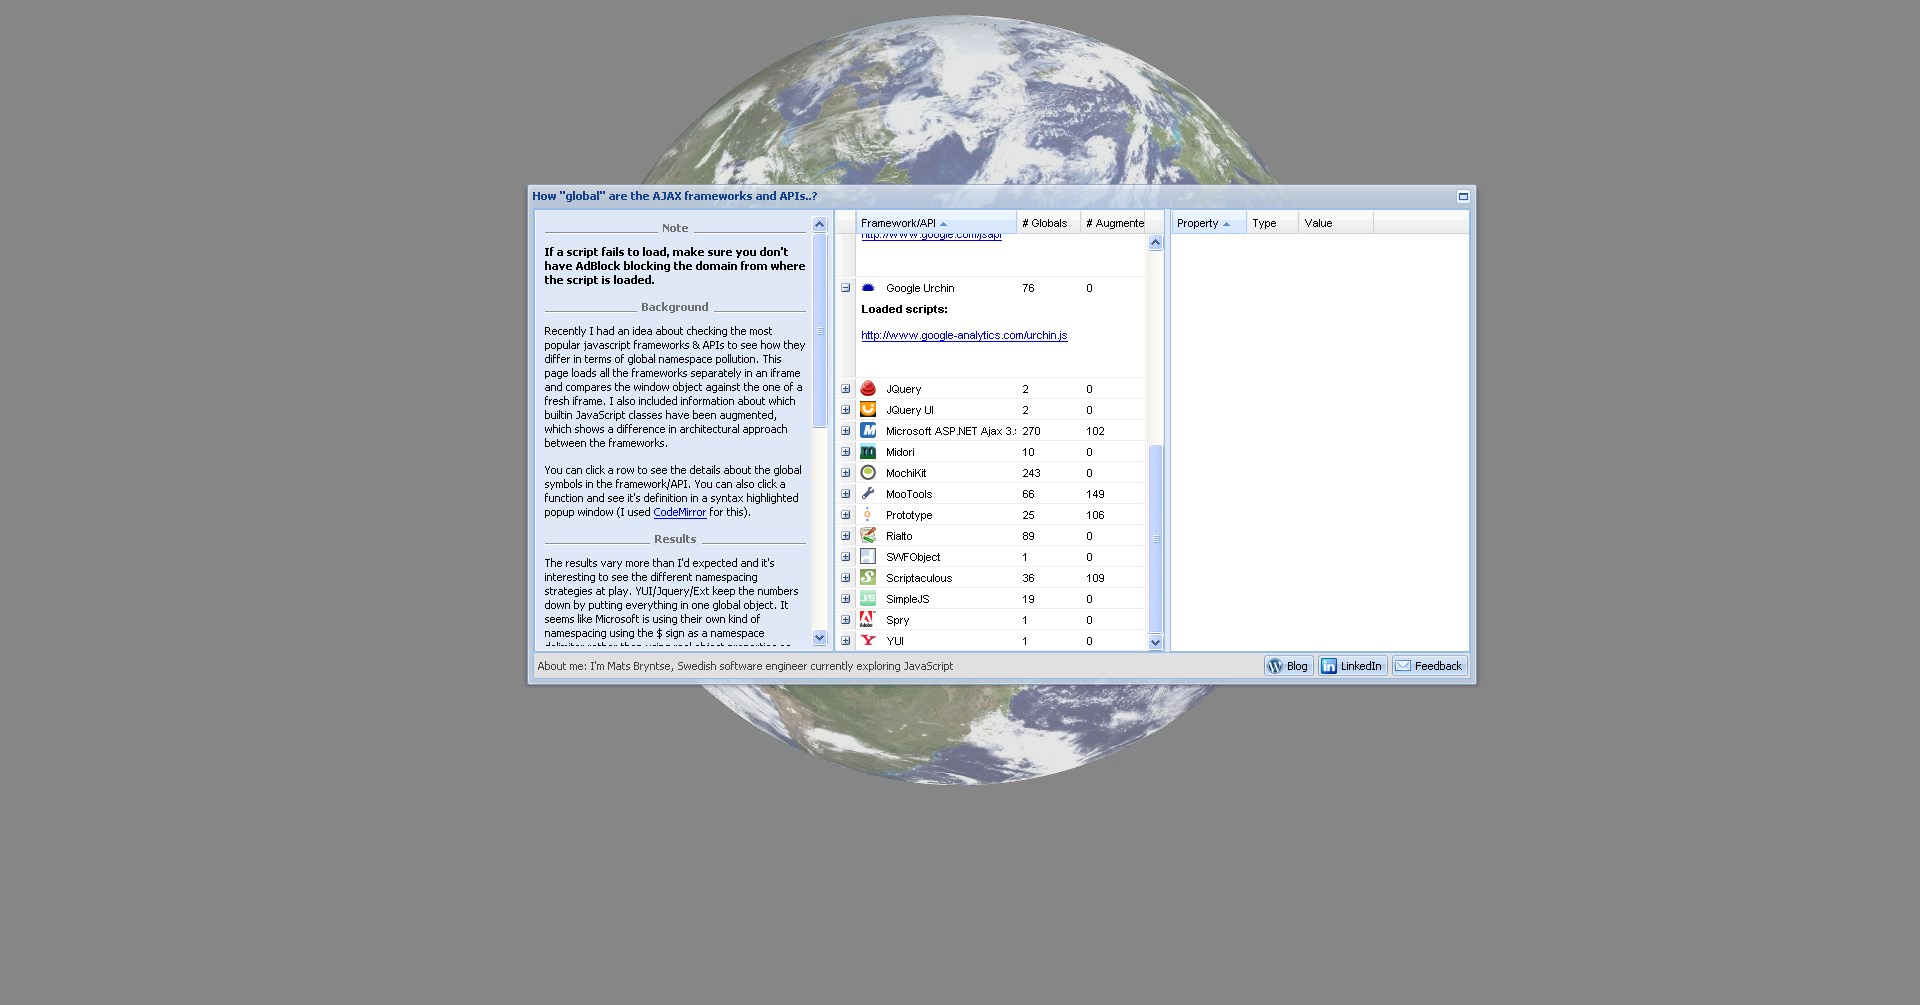 How "global" are the AJAX frameworks and APIs..?
Note
If a script fails to load, make sure you don't
have AdBlock blocking the domain from where
the script is loaded.
Background
Recently I had an idea about checking the most
popular javascript frameworks & APIs to see how they
differ in terms of global namespace pollution. This
page loads all the frameworks separately in an iframe
and compares the window object against the one of a
fresh iframe. I also included information about which
builtin JavaScript classes have been augmented,
which shows a difference in architectural approach
between the frameworks.
You can click a row to see the details about the global
symbols in the framework/API. You can also click a
function and see it's definition in a syntax highlighted
popup window (I used CodeMirror for this).
Results
The results vary more than I'd expected and it's
interesting to see the different namespacing
strategies at play. YUI/Jquery/Ext keep the numbers
down by putting everything in one global object. It
seems like Microsoft is using their own kind of
namespacing using the $ sign as a namespace
delimiter rather than using real object properties as
Framework/API # Globals # Augmente
http://www.google.com/jsapi
Google Urchin 76 0
Loaded scripts:
http://www.google-analytics.com/urchin.js
JQuery 2 0
JQuery UI 2 0
Microsoft ASP.NET Ajax 3. 270 102
Midori 10 0
MochiKit 243 0
MooTools 66 149
Prototype 25 106
Rialto 89 0
SWFObject 1 0
Scriptaculous 36 109
SimpleJS 19 0
Spry 1 0
YUI 1 0
Property Type Value
About me: I'm Mats Bryntse, Swedish software engineer currently exploring JavaScript
Blog LinkedIn Feedback